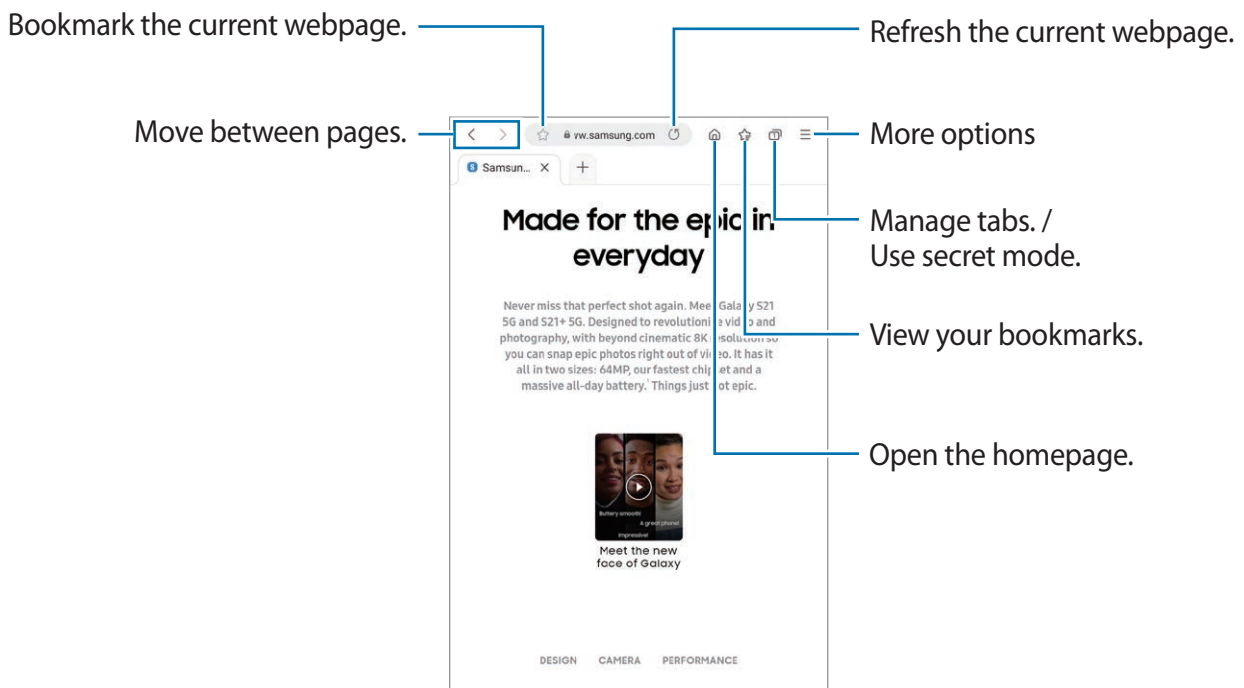 Bookmark the current webpage.
Refresh the current webpage.
Move between pages.
More options
Manage tabs. /
Use secret mode.
View your bookmarks.
Open the homepage.
vw.samsung.com
1
S Samsun... X +
Made for the epic in
everyday
Never miss that perfect shot again. Meet Galaxy S21
5G and S21+ 5G. Designed to revolutionize video and
photography, with beyond cinematic 8K resolution so
you can snap epic photos right out of video. It has it
all in two sizes: 64MP, our fastest chipset and a
massive all-day battery.¹ Things just got epic.
Buttery smooth!
A great phone!
Impressive!
Meet the new
face of Galaxy
DESIGN CAMERA PERFORMANCE